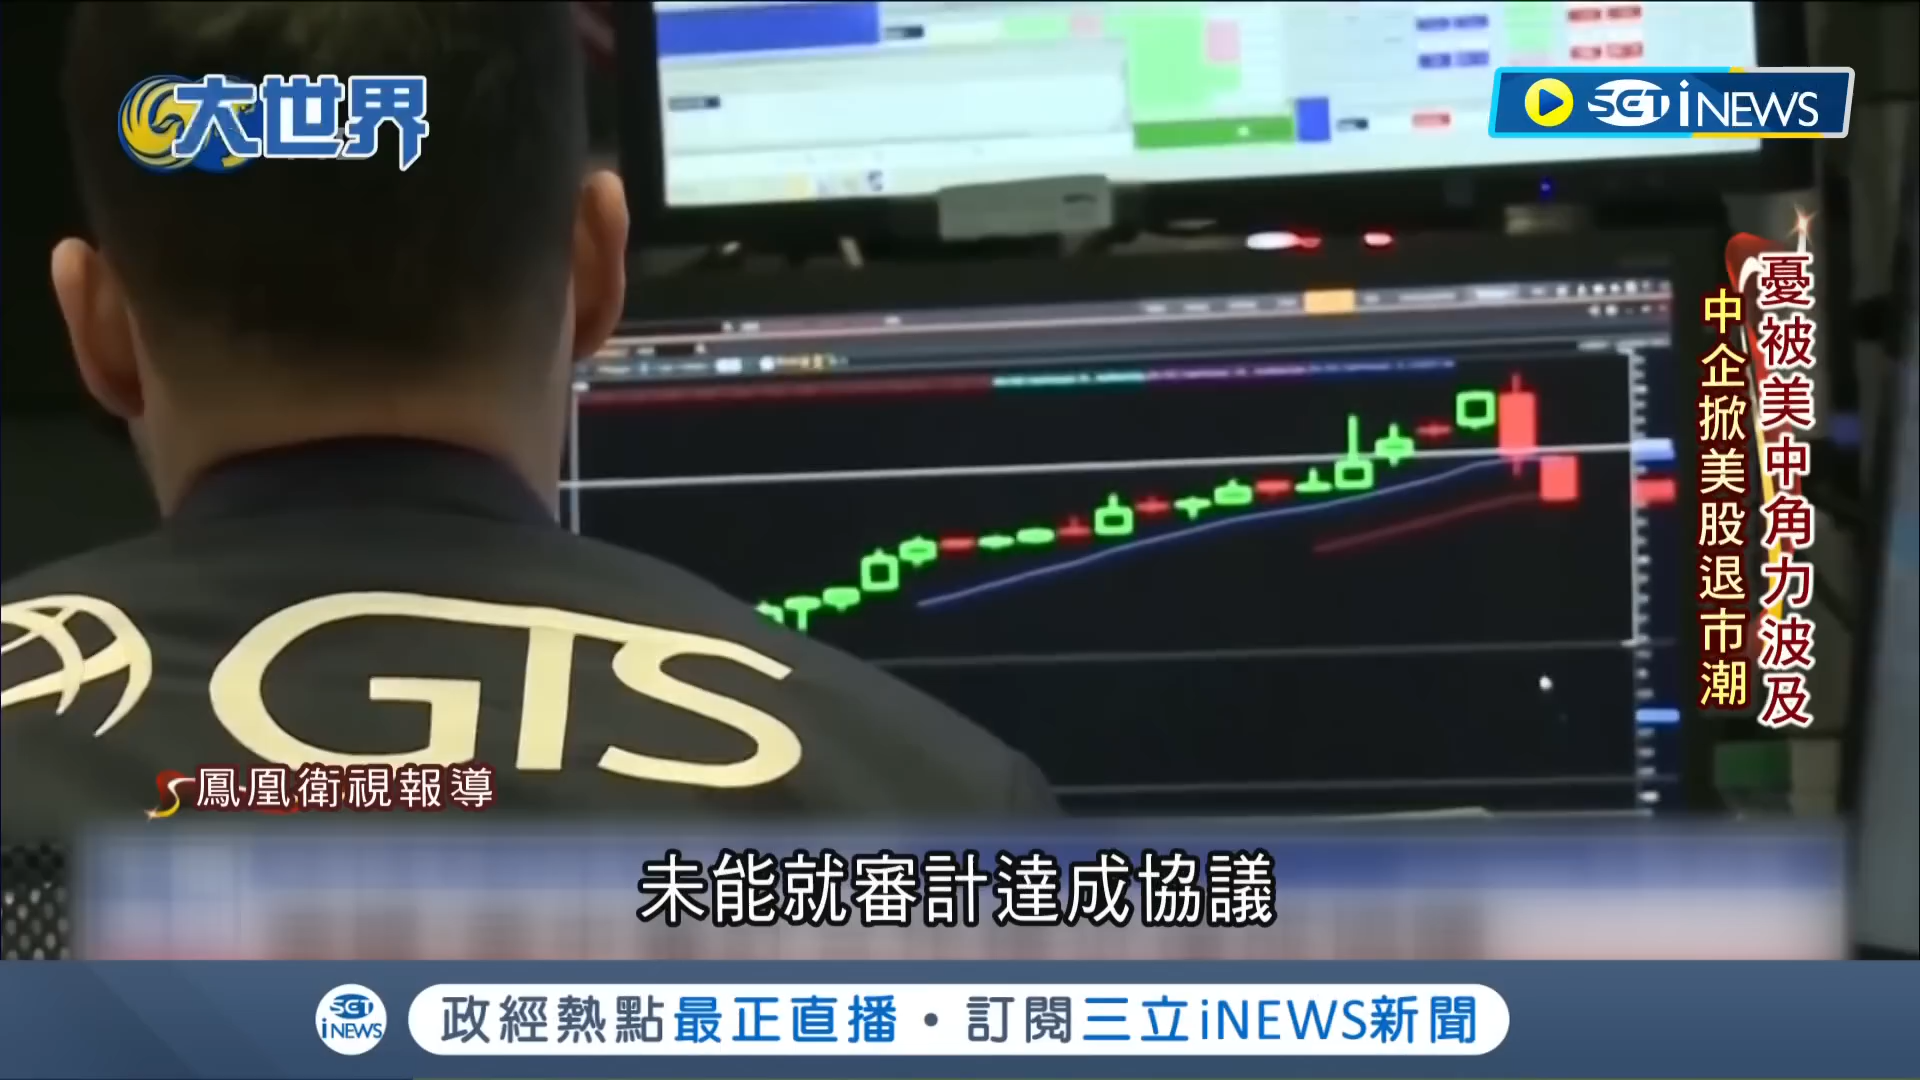 大世界
SET iNEWS
憂被美中角力波及
中企掀美股退市潮
GTS
鳳凰衛視報導
未能就審計達成協議
SET iNEWS
政經熱點最正直播・訂閱三立iNEWS新聞